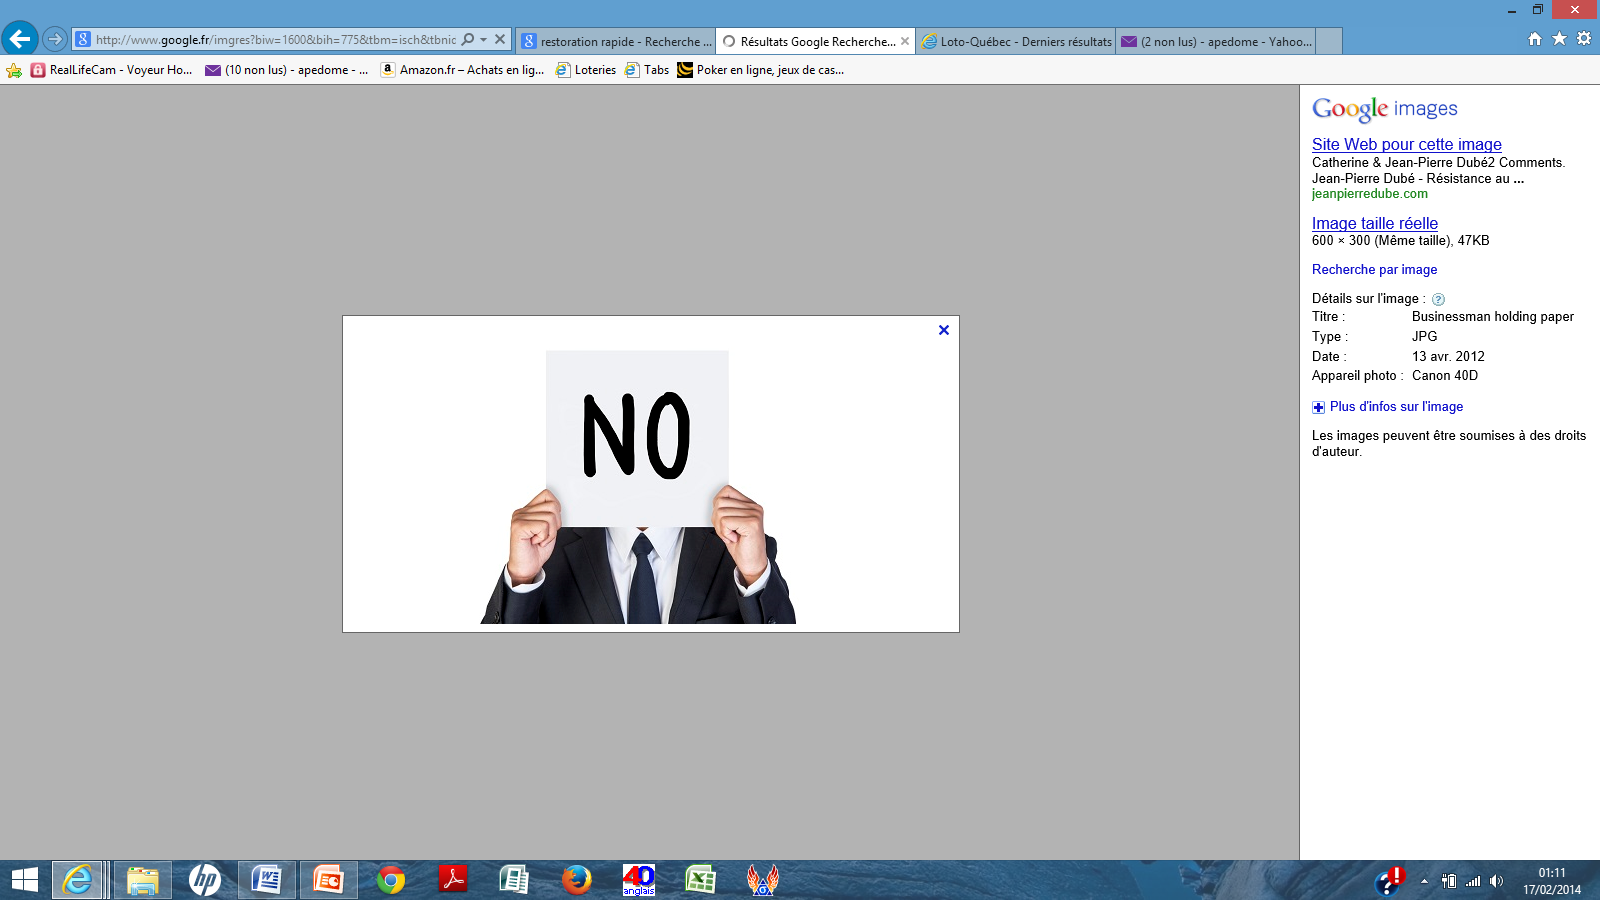 http://www.google.fr/imgres?biw=1600&bih=775&tbm=isch&tbnic
restoration rapide - Recherche ...
Résultats Google Recherche...
Loto-Québec - Derniers résultats
(2 non lus) - apedome - Yahoo...
RealLifeCam - Voyeur Ho...
(10 non lus) - apedome - ...
Amazon.fr – Achats en lig...
Loteries
Tabs
Poker en ligne, jeux de cas...
NO
Google images
Site Web pour cette image
Catherine & Jean-Pierre Dubé2 Comments.
Jean-Pierre Dubé - Résistance au ...
jeanpierredube.com
Image taille réelle
600 × 300 (Même taille), 47KB
Recherche par image
Détails sur l'image :
Titre : Businessman holding paper
Type : JPG
Date : 13 avr. 2012
Appareil photo : Canon 40D
Plus d'infos sur l'image
Les images peuvent être soumises à des droits
d'auteur.
hp
40
anglais
01:11
17/02/2014